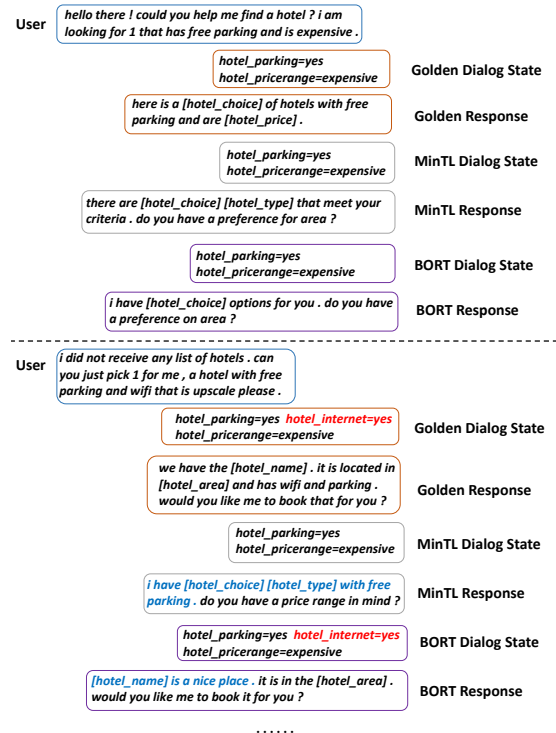 User
hello there ! could you help me find a hotel ? i am
looking for 1 that has free parking and is expensive .
hotel_parking=yes
hotel_pricerange=expensive
Golden Dialog State
here is a [hotel_choice] of hotels with free
parking and are [hotel_price] .
Golden Response
hotel_parking=yes
hotel_pricerange=expensive
MinTL Dialog State
there are [hotel_choice] [hotel_type] that meet your
criteria . do you have a preference for area ?
MinTL Response
hotel_parking=yes
hotel_pricerange=expensive
BORT Dialog State
i have [hotel_choice] options for you . do you have
a preference on area ?
BORT Response
User
i did not receive any list of hotels . can
you just pick 1 for me , a hotel with free
parking and wifi that is upscale please .
hotel_parking=yes hotel_internet=yes
hotel_pricerange=expensive
Golden Dialog State
we have the [hotel_name] . it is located in
[hotel_area] and has wifi and parking .
would you like me to book that for you ?
Golden Response
hotel_parking=yes
hotel_pricerange=expensive
MinTL Dialog State
i have [hotel_choice] [hotel_type] with free
parking . do you have a price range in mind ?
MinTL Response
hotel_parking=yes hotel_internet=yes
hotel_pricerange=expensive
BORT Dialog State
[hotel_name] is a nice place . it is in the [hotel_area] .
would you like me to book it for you ?
BORT Response
......